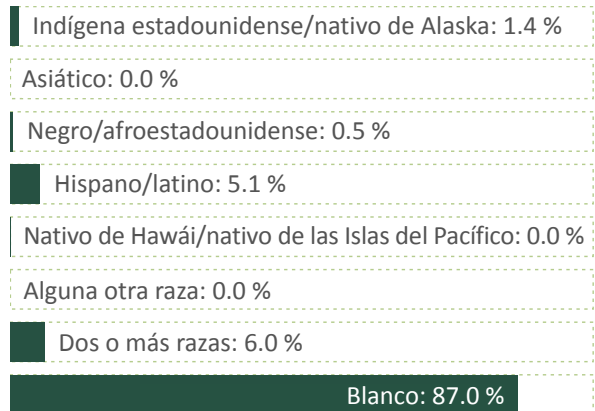 Indígena estadounidense/nativo de Alaska: 1.4 %
Asiático: 0.0 %
Negro/afroestadounidense: 0.5 %
Hispano/latino: 5.1 %
Nativo de Hawái/nativo de las Islas del Pacífico: 0.0 %
Alguna otra raza: 0.0 %
Dos o más razas: 6.0 %
Blanco: 87.0 %